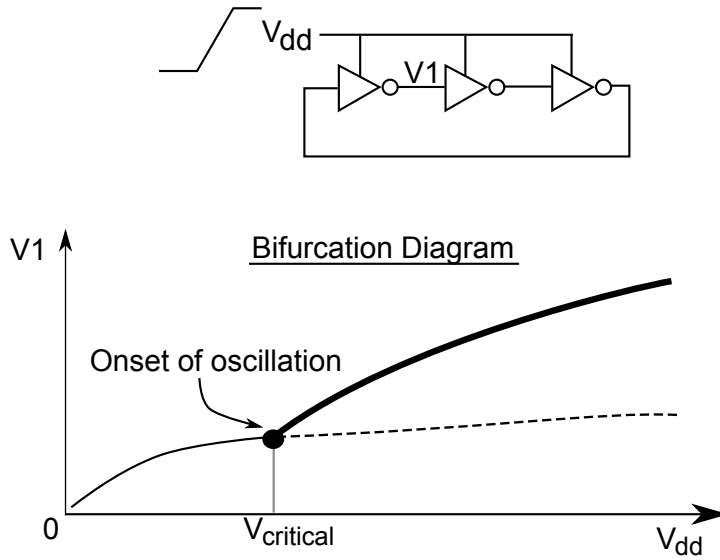 Vdd
V1
V1
Bifurcation Diagram
Onset of oscillation
0
Vcritical
Vdd